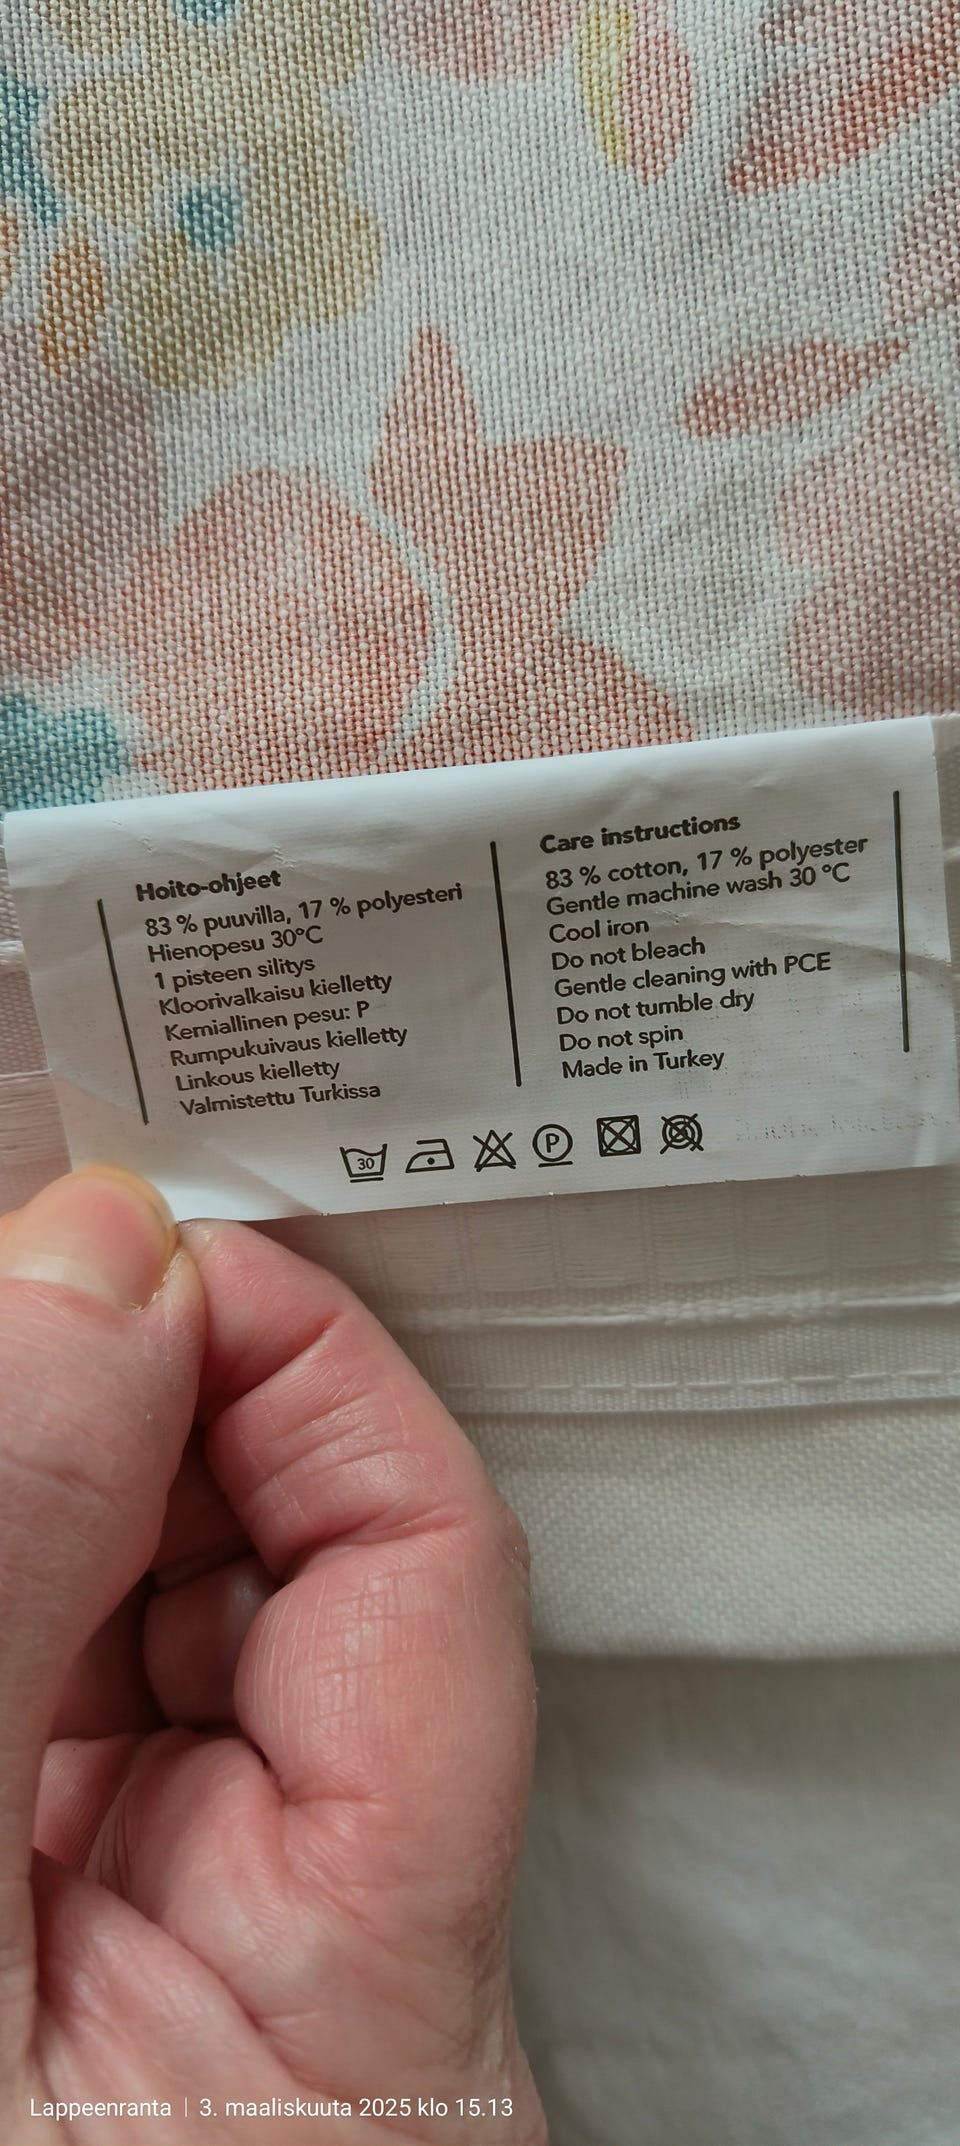 Hoito-ohjeet
83 % puuvilla, 17 % polyesteri
Hienopesu 30°C
1 pisteen silitys
Kloorivalkaisu kielletty
Kemiallinen pesu: P
Rumpukuivaus kielletty
Linkous kielletty
Valmistettu Turkissa
Care instructions
83 % cotton, 17 % polyester
Gentle machine wash 30 °C
Cool iron
Do not bleach
Gentle cleaning with PCE
Do not tumble dry
Do not spin
Made in Turkey
30 P
Lappeenranta | 3. maaliskuuta 2025 klo 15.13